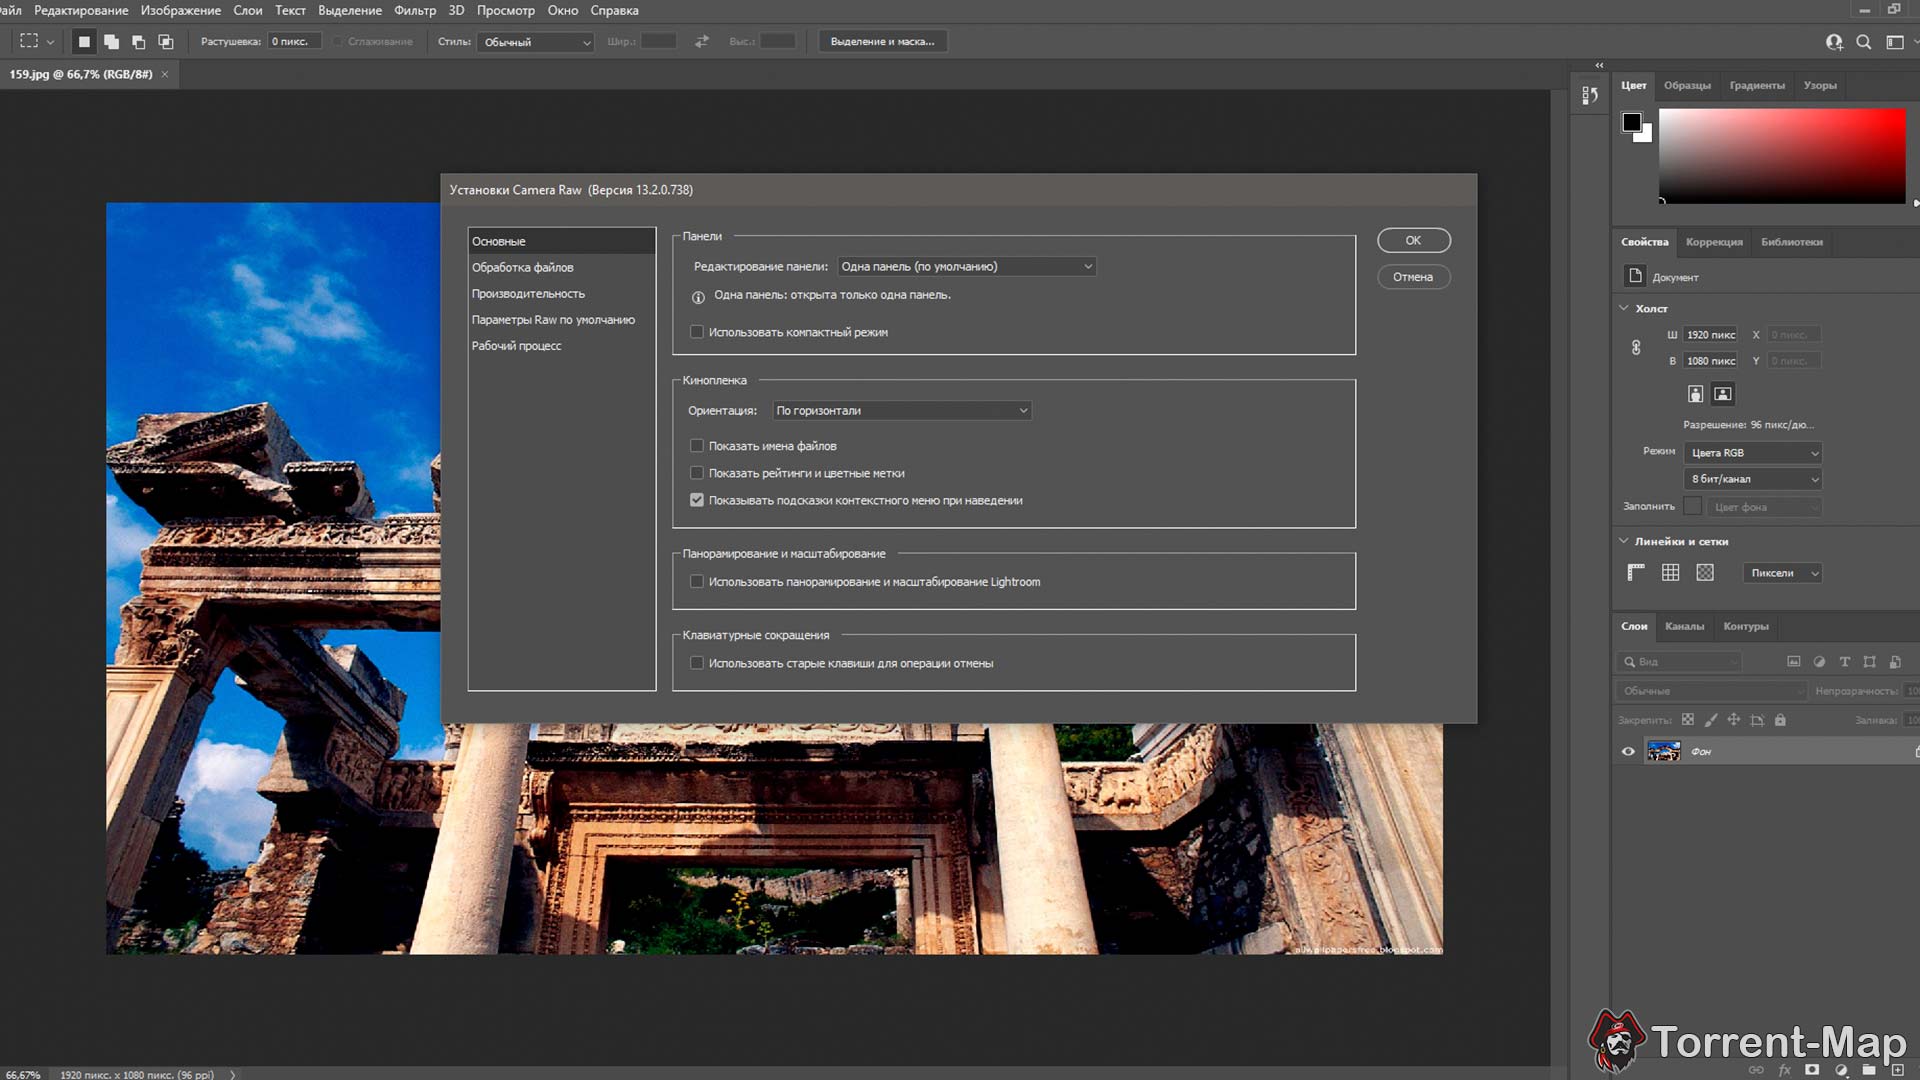 айл Редактирование Изображение Слои Текст Выделение Фильтр 3D Просмотр Окно Справка
Растушевка: 0 пикс. Сглаживание Стиль: Обычный Шир.: Выс.: Выделение и маска...
159.jpg @ 66,7% (RGB/8#) ×
Цвет Образцы Градиенты Узоры
Установки Camera Raw (Версия 13.2.0.738)
Основные
Обработка файлов
Производительность
Параметры Raw по умолчанию
Рабочий процесс
Панели
Редактирование панели: Одна панель (по умолчанию)
Одна панель: открыта только одна панель.
Использовать компактный режим
Кинопленка
Ориентация: По горизонтали
Показать имена файлов
Показать рейтинги и цветные метки
Показывать подсказки контекстного меню при наведении
Панорамирование и масштабирование
Использовать панорамирование и масштабирование Lightroom
Клавиатурные сокращения
Использовать старые клавиши для операции отмены
OK
Отмена
Свойства Коррекция Библиотеки
Документ
Холст
Ш 1920 пикс X 0 пикс.
В 1080 пикс Y 0 пикс.
Разрешение: 96 пикс/дю...
Режим Цвета RGB
8 бит/канал
Заполнить Цвет фона
Линейки и сетки
Пиксели
Слои Каналы Контуры
Вид
Обычные Непрозрачность: 10
Закрепить: Заливка: 10
Фон
allwallpapersfree.blogspot.com
Torrent-Map
fx
66,67% 1920 пикс. x 1080 пикс. (96 ppi)